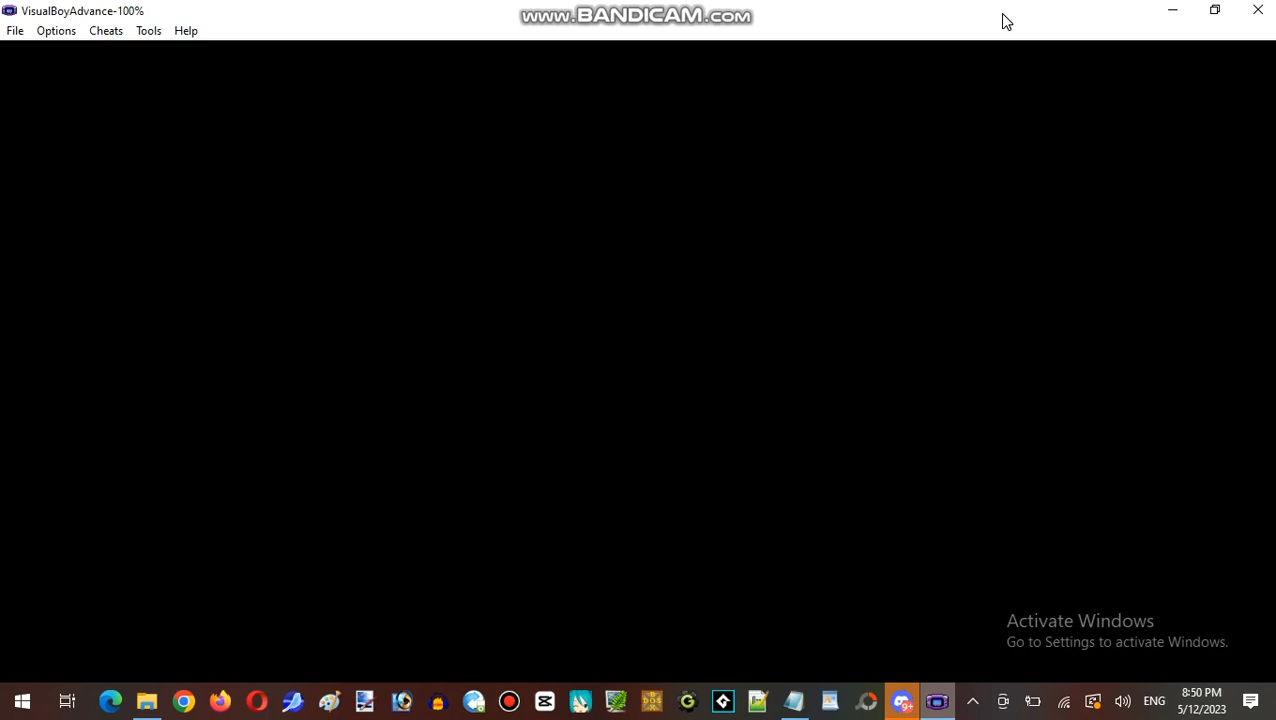 VisualBoyAdvance-100%
www.BANDICAM.com
File Options Cheats Tools Help
Activate Windows
Go to Settings to activate Windows.
9+
ENG
8:50 PM
5/12/2023